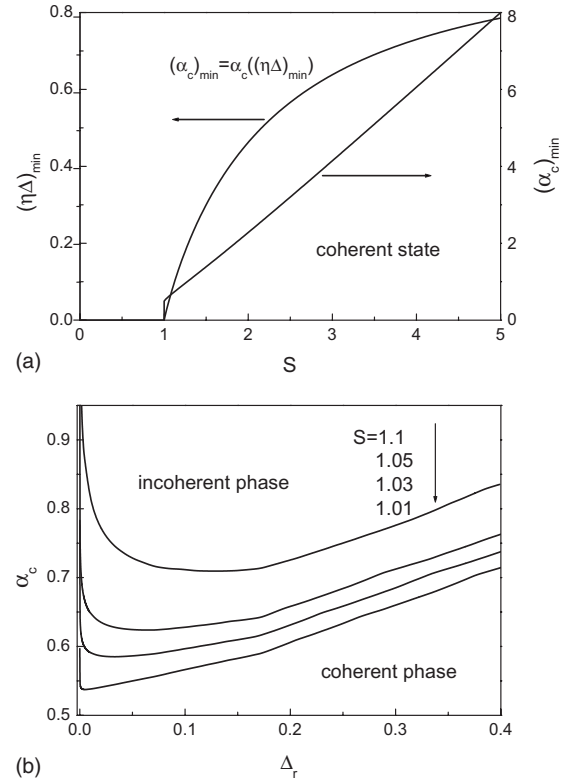 0.8
0.6
0.4
0.2
0.0
(ηΔ)min
(αc)min=αc((ηΔ)min)
coherent state
8
6
4
2
0
(αc)min
0 1 2 3 4 5
S
(a)
0.9
0.8
0.7
0.6
0.5
αc
incoherent phase
S=1.1
1.05
1.03
1.01
coherent phase
0.0 0.1 0.2 0.3 0.4
Δr
(b)